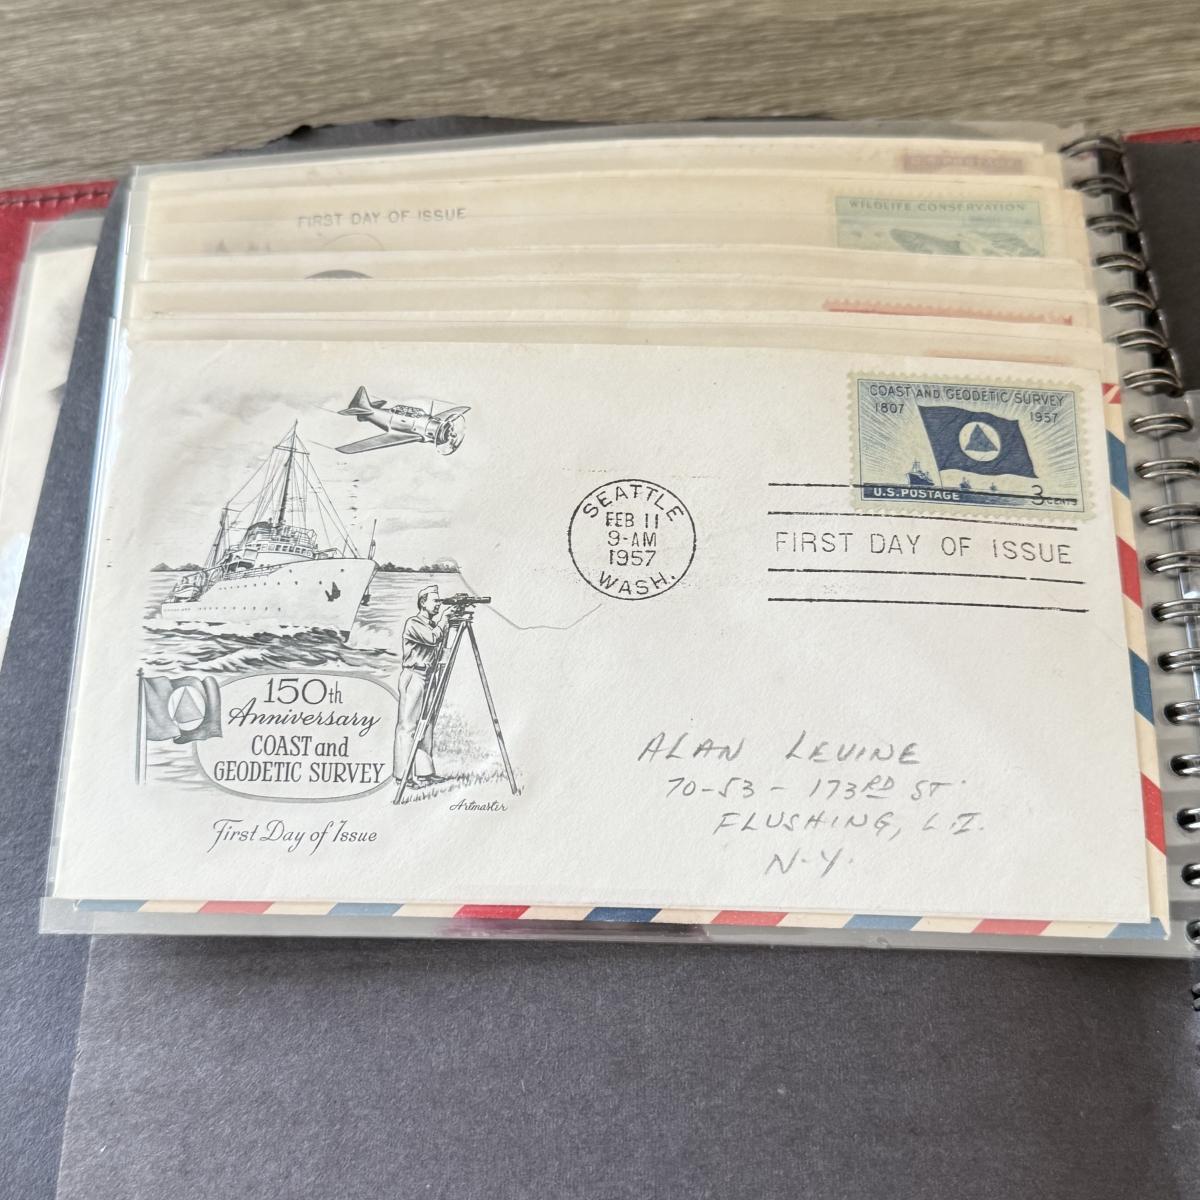 U.S. POSTAGE
FIRST DAY OF ISSUE
WILDLIFE CONSERVATION
COAST AND GEODETIC SURVEY
1807
1957
3 CENTS
U.S. POSTAGE
SEATTLE
FEB 11
9-AM
1957
WASH.
FIRST DAY OF ISSUE
150th
Anniversary
COAST and
GEODETIC SURVEY
Artmaster
First Day of Issue
ALAN LEVINE
70-53 - 173RD ST.
FLUSHING, L.I.
N.Y.